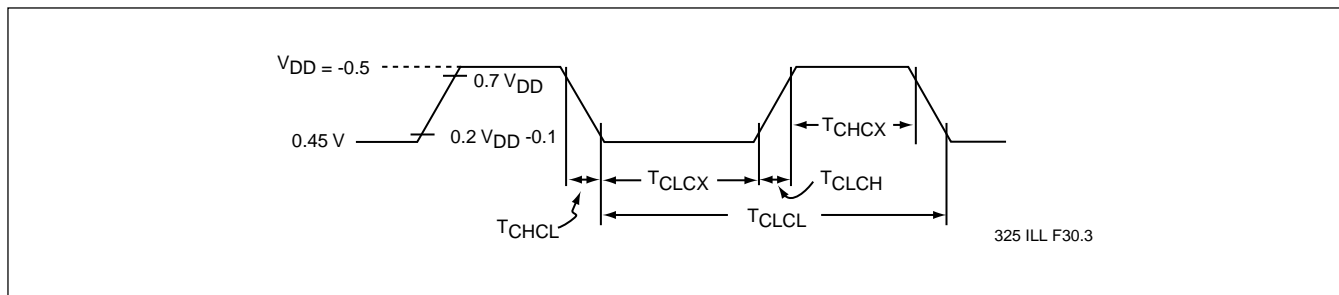 VDD = -0.5
0.7 VDD
0.45 V
0.2 VDD -0.1
TCHCX
TCLCX
TCLCH
TCHCL
TCLCL
325 ILL F30.3